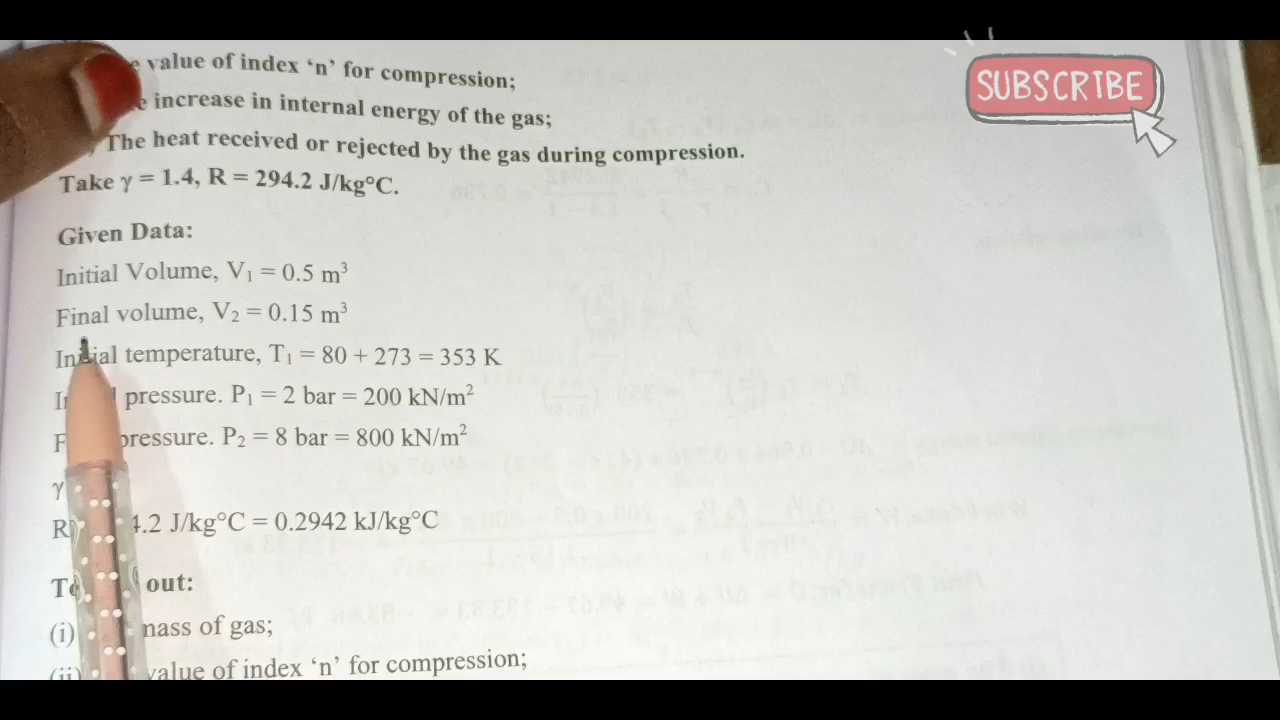 value of index ‘n’ for compression;
SUBSCRIBE
increase in internal energy of the gas;
The heat received or rejected by the gas during compression.
Take γ = 1.4, R = 294.2 J/kg°C.
Given Data:
Initial Volume, V₁ = 0.5 m³
Final volume, V₂ = 0.15 m³
Initial temperature, T₁ = 80 + 273 = 353 K
pressure. P₁ = 2 bar = 200 kN/m²
pressure. P₂ = 8 bar = 800 kN/m²
γ
R 4.2 J/kg°C = 0.2942 kJ/kg°C
out:
(i) mass of gas;
(ii) value of index ‘n’ for compression;